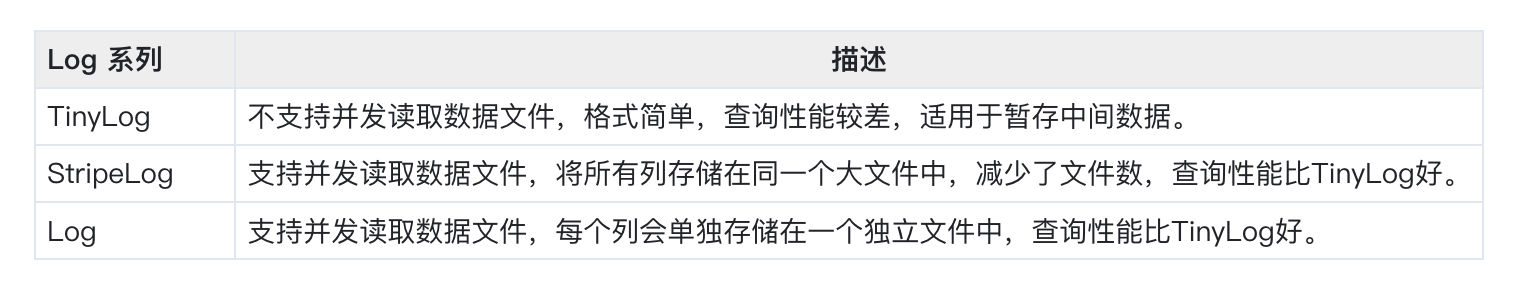 Log 系列 描述
TinyLog 不支持并发读取数据文件，格式简单，查询性能较差，适用于暂存中间数据。
StripeLog 支持并发读取数据文件，将所有列存储在同一个大文件中，减少了文件数，查询性能比TinyLog好。
Log 支持并发读取数据文件，每个列会单独存储在一个独立文件中，查询性能比TinyLog好。